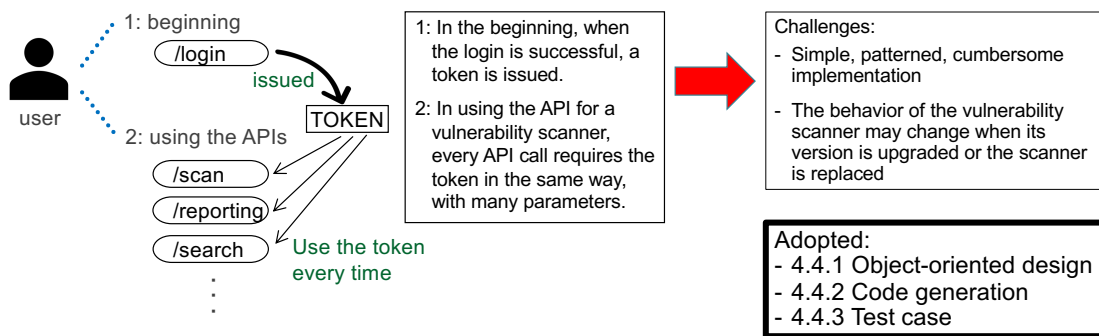 1: beginning
/login
issued
TOKEN
user
2: using the APIs
/scan
/reporting
/search
Use the token
every time
1: In the beginning, when
the login is successful, a
token is issued.
2: In using the API for a
vulnerability scanner,
every API call requires the
token in the same way,
with many parameters.
Challenges:
- Simple, patterned, cumbersome
implementation
- The behavior of the vulnerability
scanner may change when its
version is upgraded or the scanner
is replaced
Adopted:
- 4.4.1 Object-oriented design
- 4.4.2 Code generation
- 4.4.3 Test case